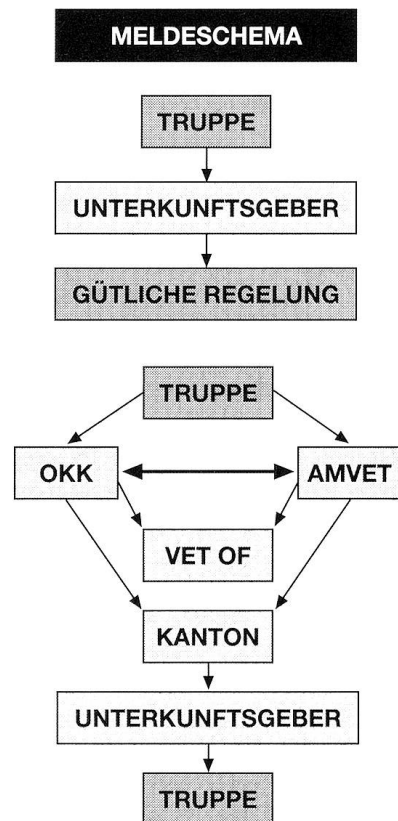 MELDESCHEMA
TRUPPE
UNTERKUNFTSGEBER
GÜTLICHE REGELUNG
TRUPPE
OKK AMVET
VET OF
KANTON
UNTERKUNFTSGEBER
TRUPPE